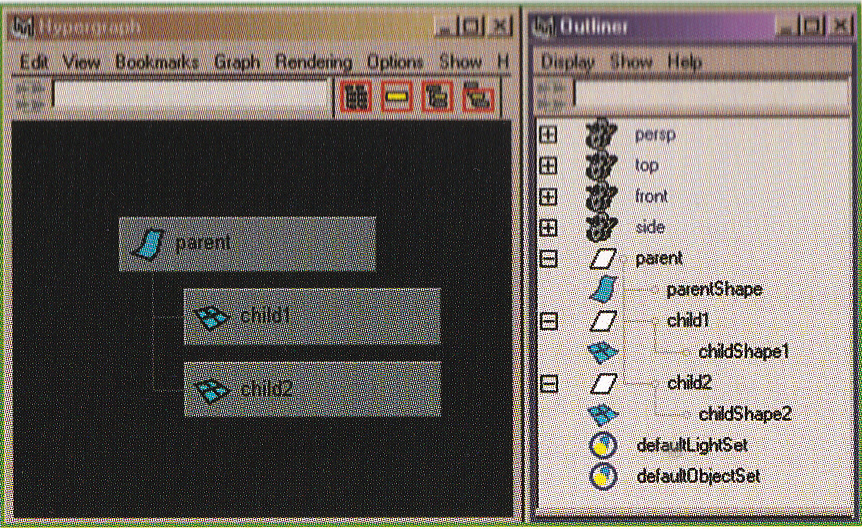 Hypergraph
Edit View Bookmarks Graph Rendering Options Show H
parent
child1
child2
Outliner
Display Show Help
persp
top
front
side
parent
parentShape
child1
childShape1
child2
childShape2
defaultLightSet
defaultObjectSet